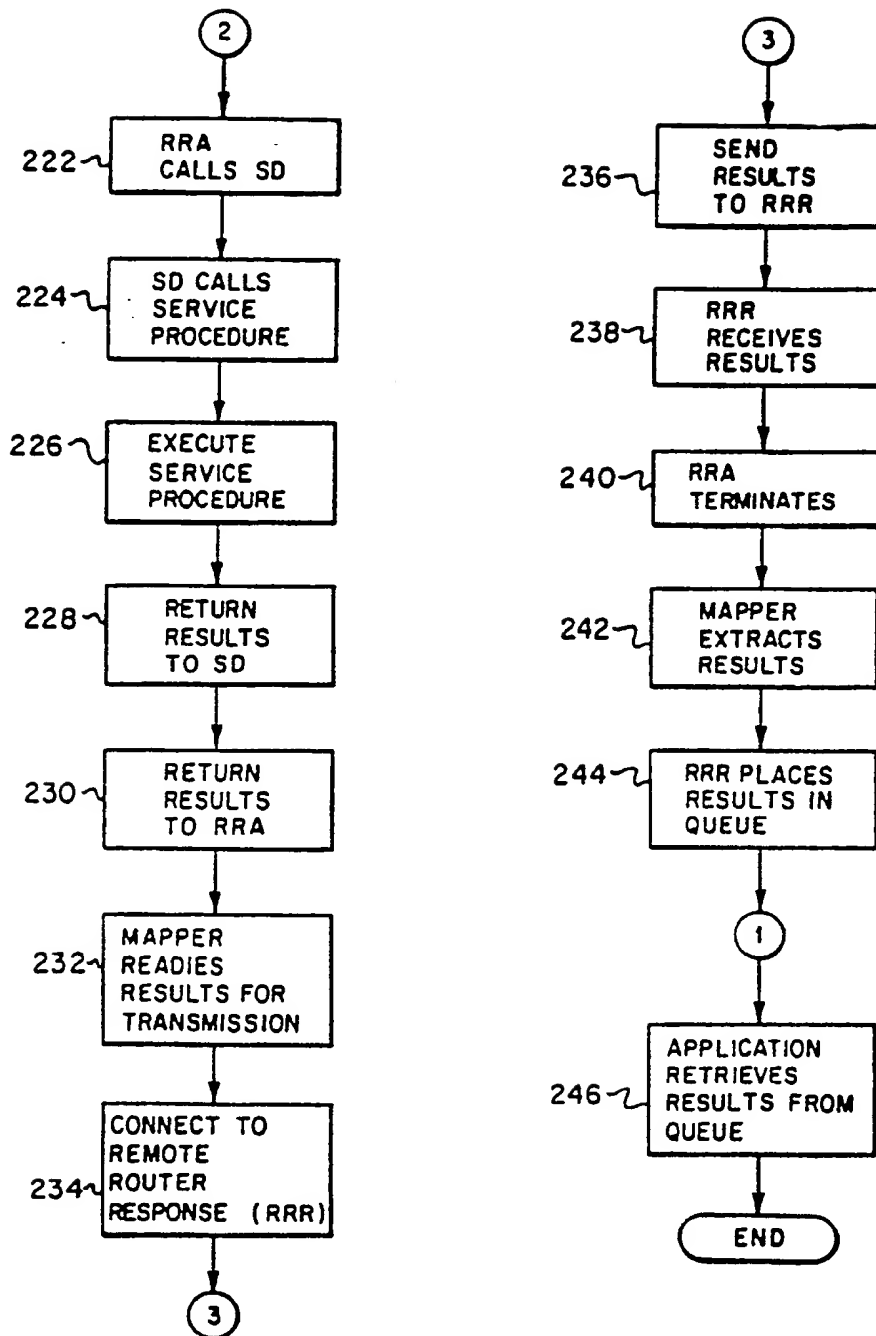 2
222
RRA
CALLS SD
224
SD CALLS
SERVICE
PROCEDURE
226
EXECUTE
SERVICE
PROCEDURE
228
RETURN
RESULTS
TO SD
230
RETURN
RESULTS
TO RRA
232
MAPPER
READIES
RESULTS FOR
TRANSMISSION
234
CONNECT TO
REMOTE
ROUTER
RESPONSE (RRR)
3
3
236
SEND
RESULTS
TO RRR
238
RRR
RECEIVES
RESULTS
240
RRA
TERMINATES
242
MAPPER
EXTRACTS
RESULTS
244
RRR PLACES
RESULTS IN
QUEUE
1
246
APPLICATION
RETRIEVES
RESULTS FROM
QUEUE
END